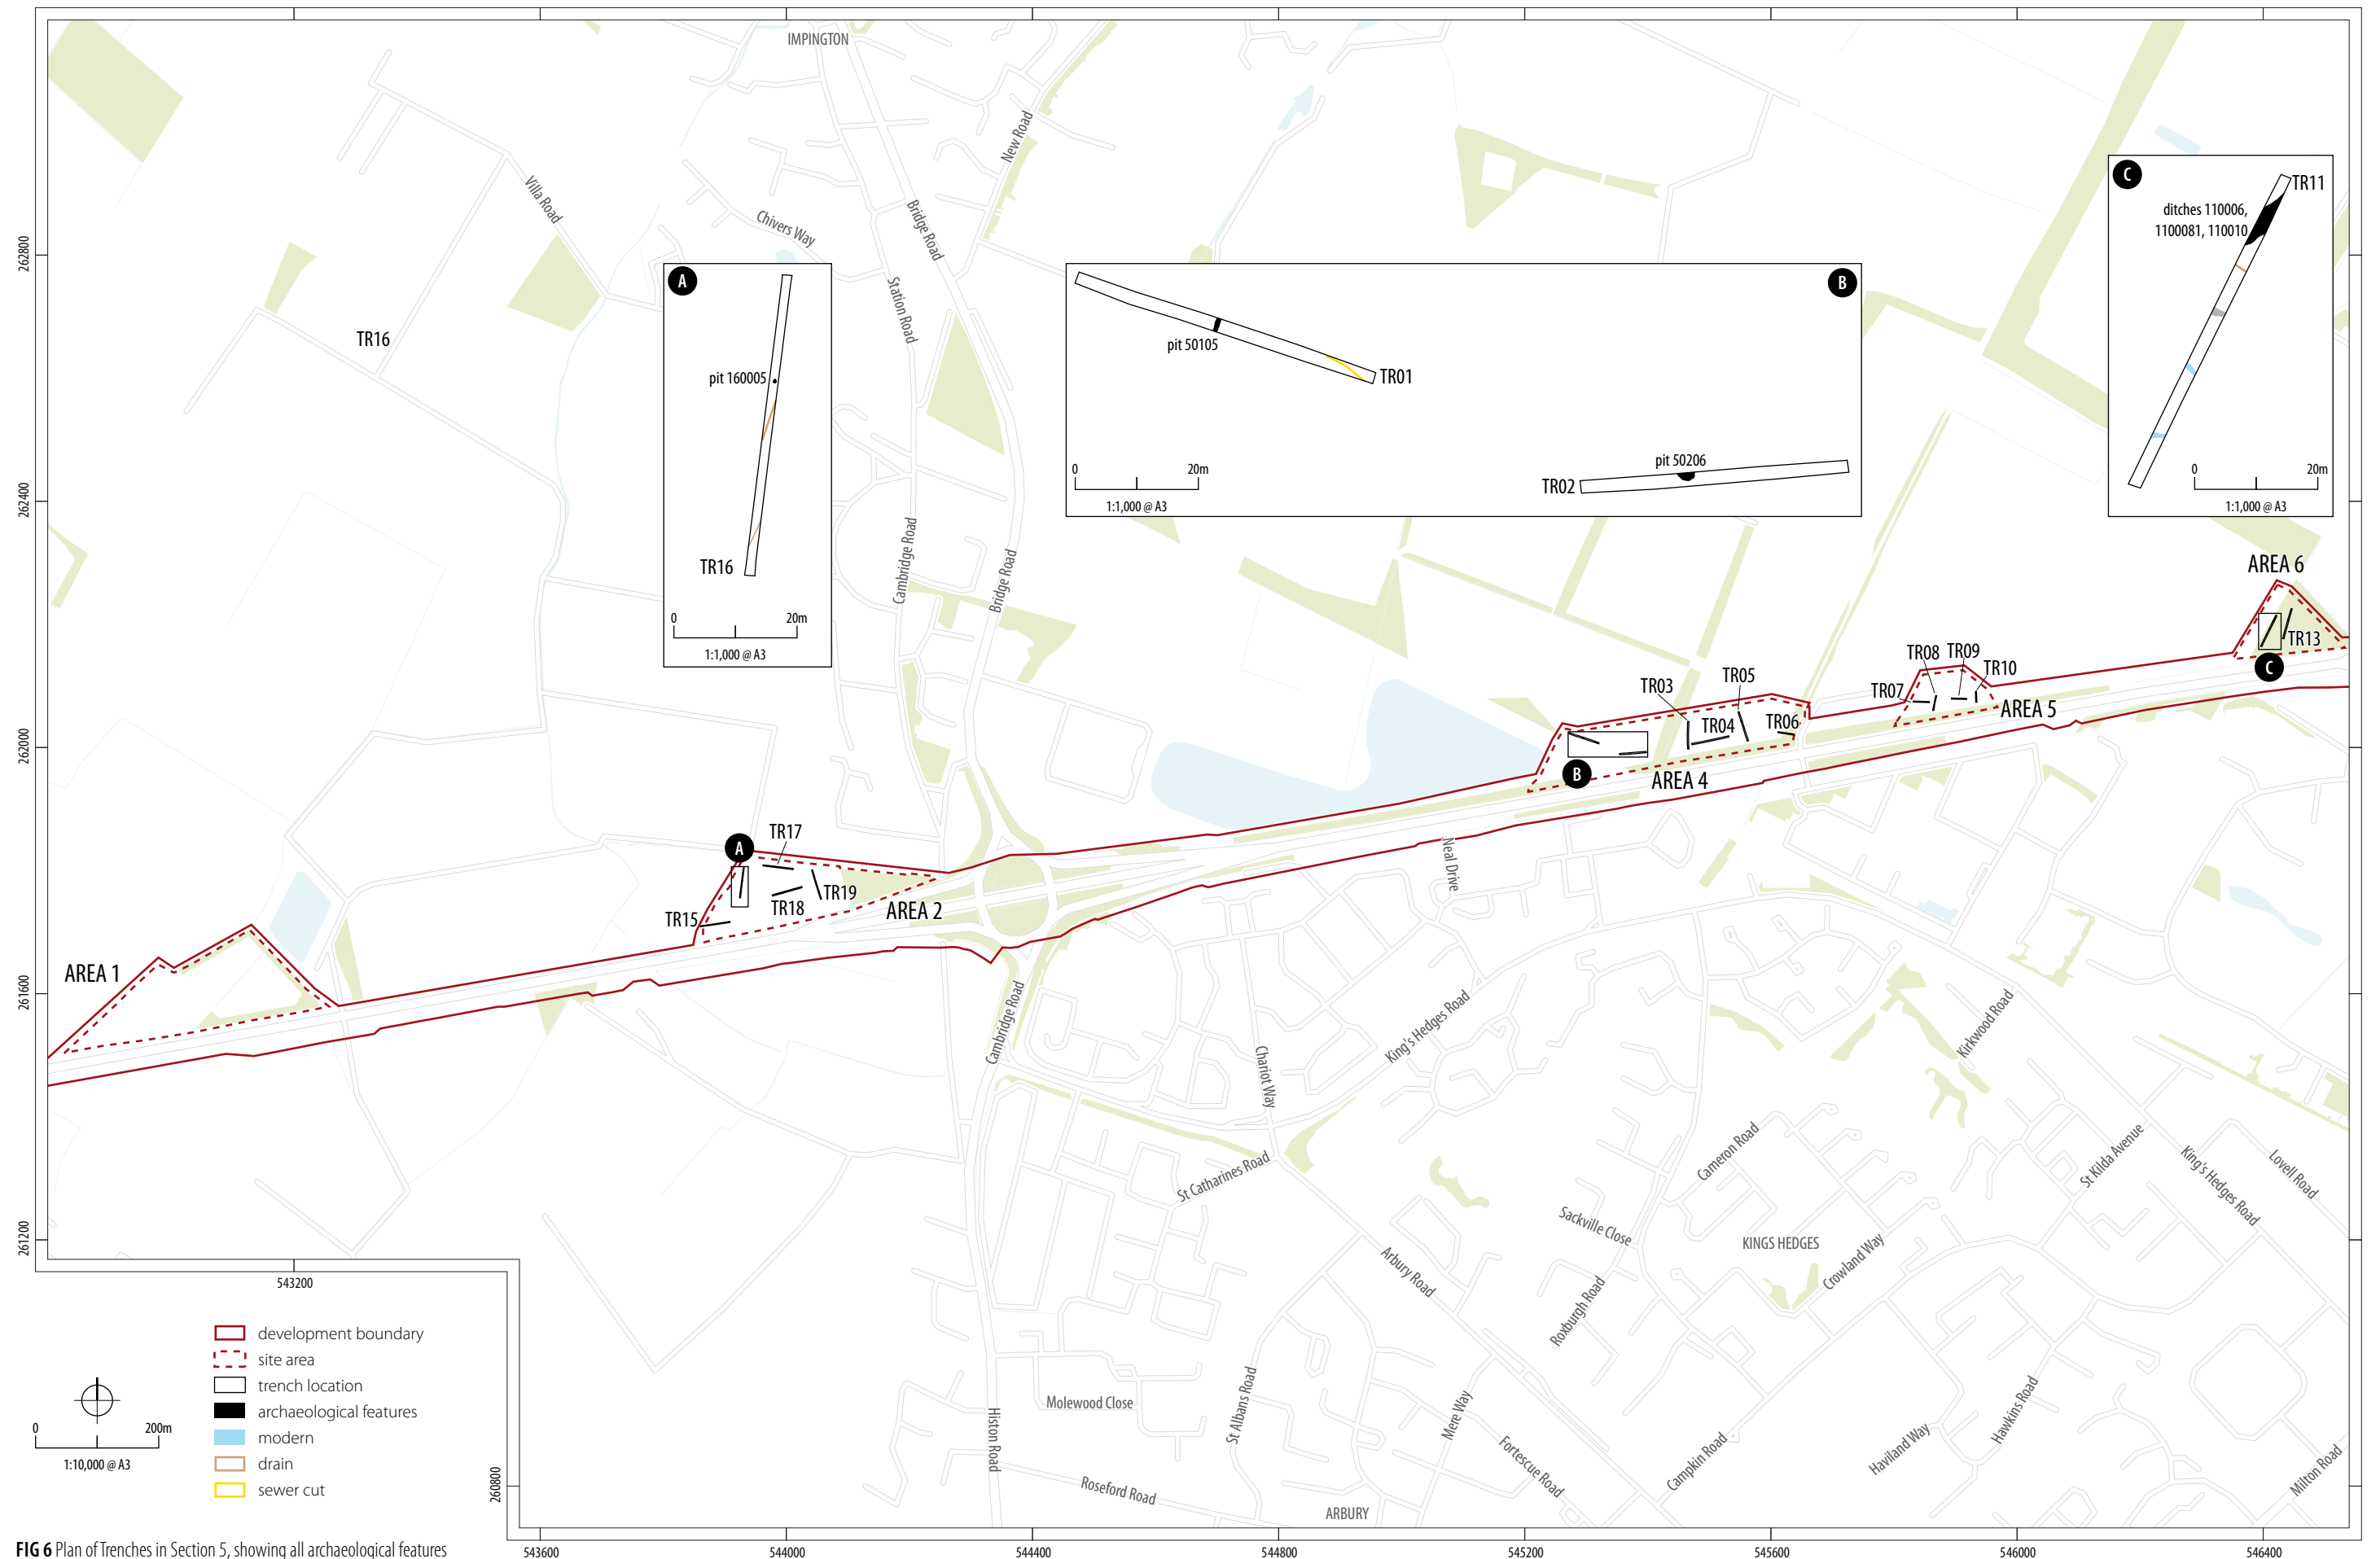 IMPINGTON
New Road
Villa Road
Chivers Way
Bridge Road
Station Road
TR16
Cambridge Road
Bridge Road
A
pit 160005
TR16
0 20m
1:1,000 @ A3
B
pit 50105
TR01
pit 50206
TR02
0 20m
1:1,000 @ A3
C
TR11
ditches 110006,
1100081, 110010
0 20m
1:1,000 @ A3
262800
262400
262000
261600
261200
260800
AREA 6
TR13
C
TR08
TR09
TR10
TR07
AREA 5
TR03
TR05
TR04
TR06
B
AREA 4
A
TR17
TR19
TR18
TR15
AREA 2
AREA 1
Neal Drive
Cambridge Road
King's Hedges Road
Kirkwood Road
Chariot Way
St Catharines Road
Cameron Road
St Kilda Avenue
King's Hedges Road
Lovell Road
Sackville Close
KINGS HEDGES
Arbury Road
Crowland Way
Roxburgh Road
Molewood Close
St Albans Road
Mere Way
Hawkins Road
Histon Road
Fortescue Road
Campkin Road
Haviland Way
Milton Road
Roseford Road
ARBURY
543200
543600
544000
544400
544800
545200
545600
546000
546400
development boundary
site area
trench location
archaeological features
modern
drain
sewer cut
0 200m
1:10,000 @ A3
FIG 6 Plan of Trenches in Section 5, showing all archaeological features